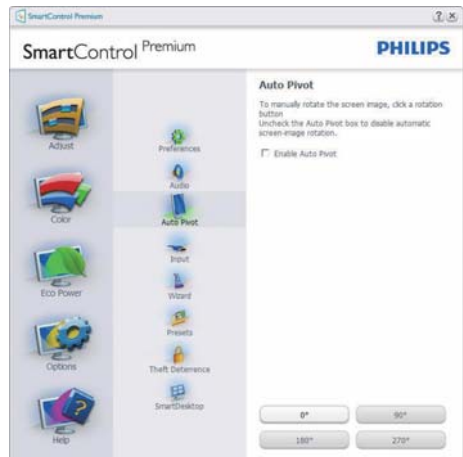 SmartControl Premium
SmartControl Premium
PHILIPS
Adjust
Color
Eco Power
Options
Help
Preferences
Audio
Auto Pivot
Input
Wizard
Presets
Theft Deterrence
SmartDesktop
Auto Pivot
To manually rotate the screen image, click a rotation
button
Uncheck the Auto Pivot box to disable automatic
screen-image rotation.
Enable Auto Pivot
0°
90°
180°
270°